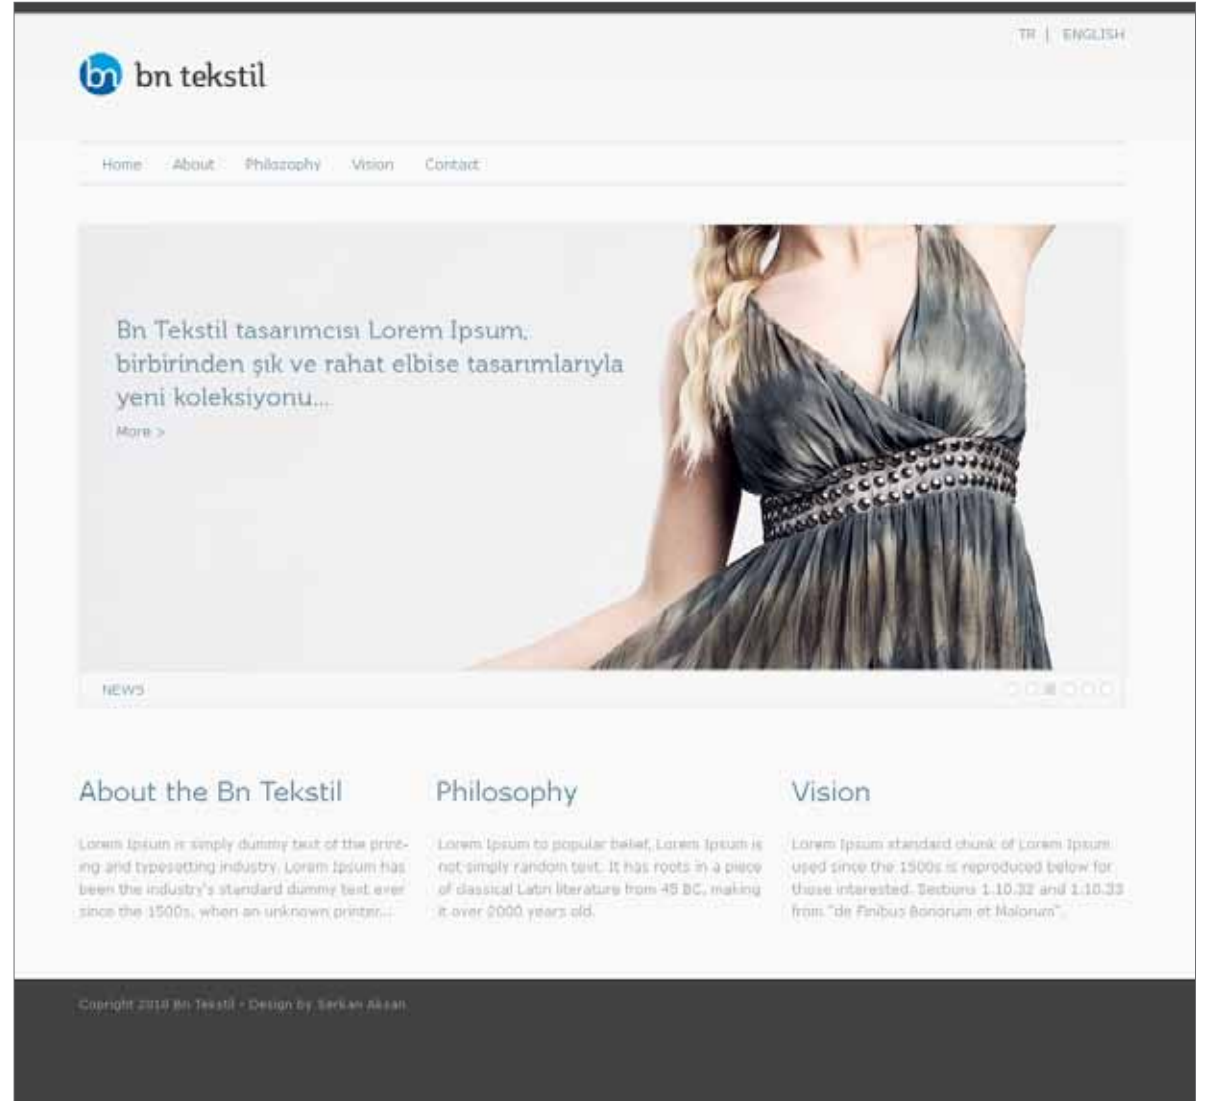 TR | ENGLISH
bn bn tekstil
Home About Philozophy Vision Contact
Bn Tekstil tasarımcısı Lorem Ipsum,
birbirinden şık ve rahat elbise tasarımlarıyla
yeni koleksiyonu...
More >
NEWS
About the Bn Tekstil
Lorem Ipsum is simply dummy text of the print-
ing and typesetting industry. Lorem Ipsum has
been the industry's standard dummy text ever
since the 1500s, when an unknown printer...
Philosophy
Lorem Ipsum to popular belief, Lorem Ipsum is
not simply random text. It has roots in a piece
of classical Latin literature from 45 BC, making
it over 2000 years old.
Vision
Lorem Ipsum standard chunk of Lorem Ipsum
used since the 1500s is reproduced below for
those interested. Sections 1.10.32 and 1.10.33
from "de Finibus Bonorum et Malorum".
Copright 2010 Bn Tekstil - Design by Serkan Aksan